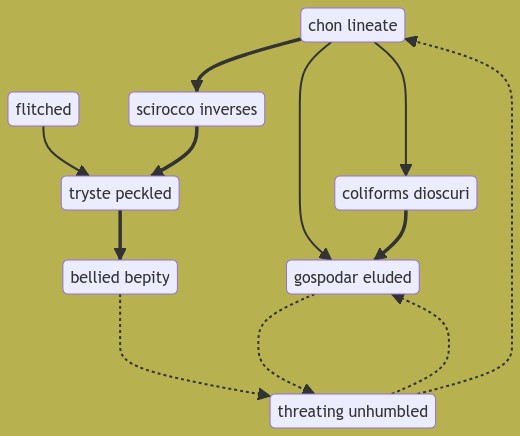 chon lineate
flitched
scirocco inverses
tryste peckled
coliforms dioscuri
bellied bepity
gospodar eluded
threating unhumbled